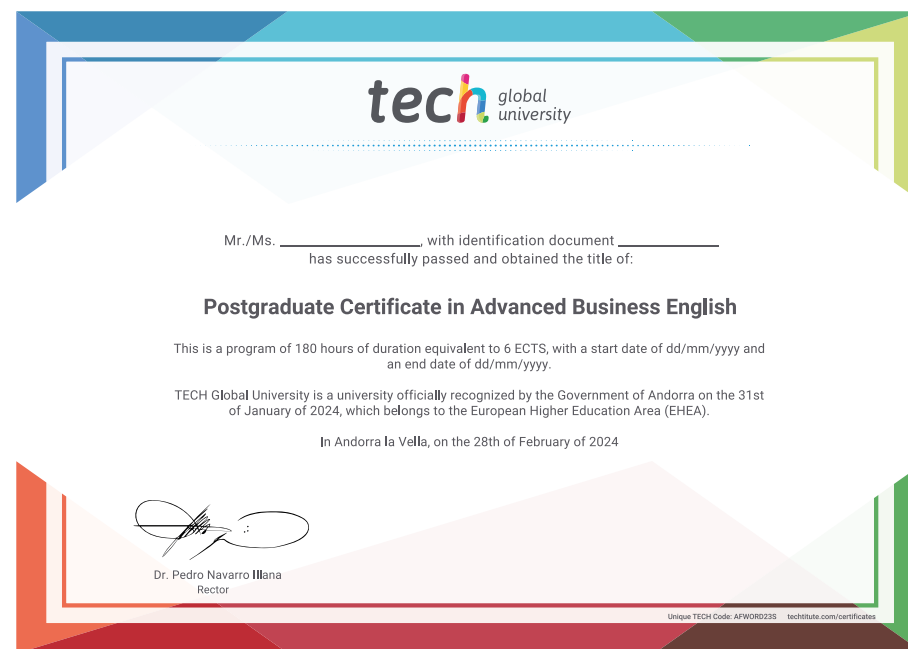 tech global university
Mr./Ms. ____________________, with identification document ______________
has successfully passed and obtained the title of:
Postgraduate Certificate in Advanced Business English
This is a program of 180 hours of duration equivalent to 6 ECTS, with a start date of dd/mm/yyyy and
an end date of dd/mm/yyyy.
TECH Global University is a university officially recognized by the Government of Andorra on the 31st
of January of 2024, which belongs to the European Higher Education Area (EHEA).
In Andorra la Vella, on the 28th of February of 2024
Dr. Pedro Navarro Illana
Rector
Unique TECH Code: AFWORD23S techtitute.com/certificates